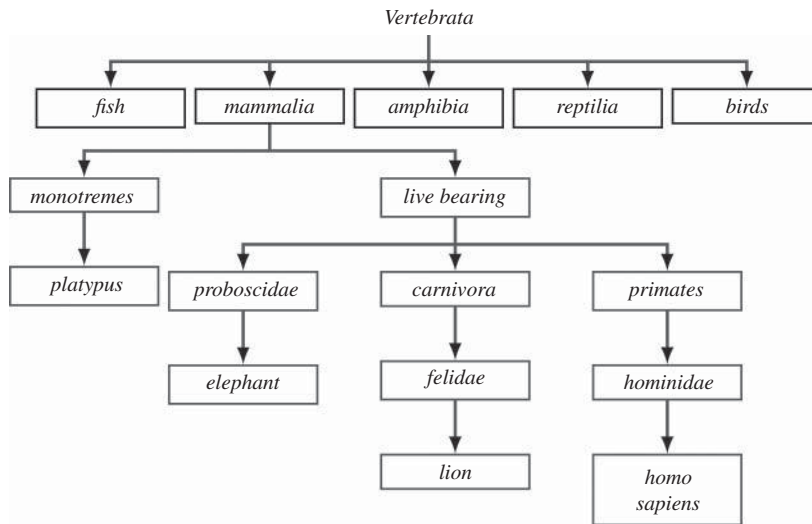 Vertebrata
fish
mammalia
amphibia
reptilia
birds
monotremes
live bearing
platypus
proboscidae
carnivora
primates
elephant
felidae
hominidae
lion
homo
sapiens